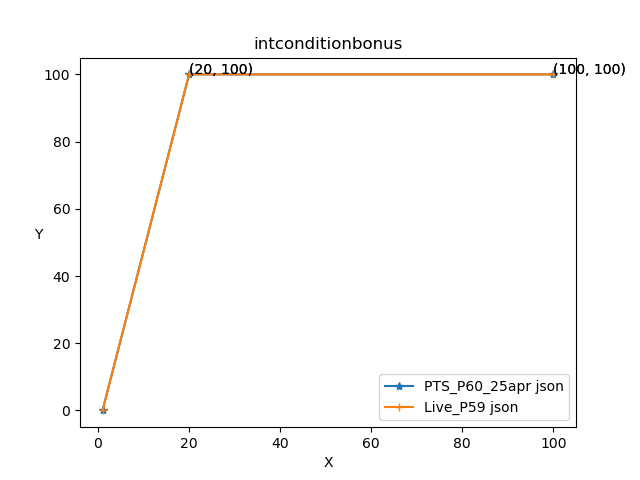 intconditionbonus
(20, 100)
(100, 100)
100
80
60
40
20
0
Y
0 20 40 60 80 100
X
PTS_P60_25apr json
Live_P59 json